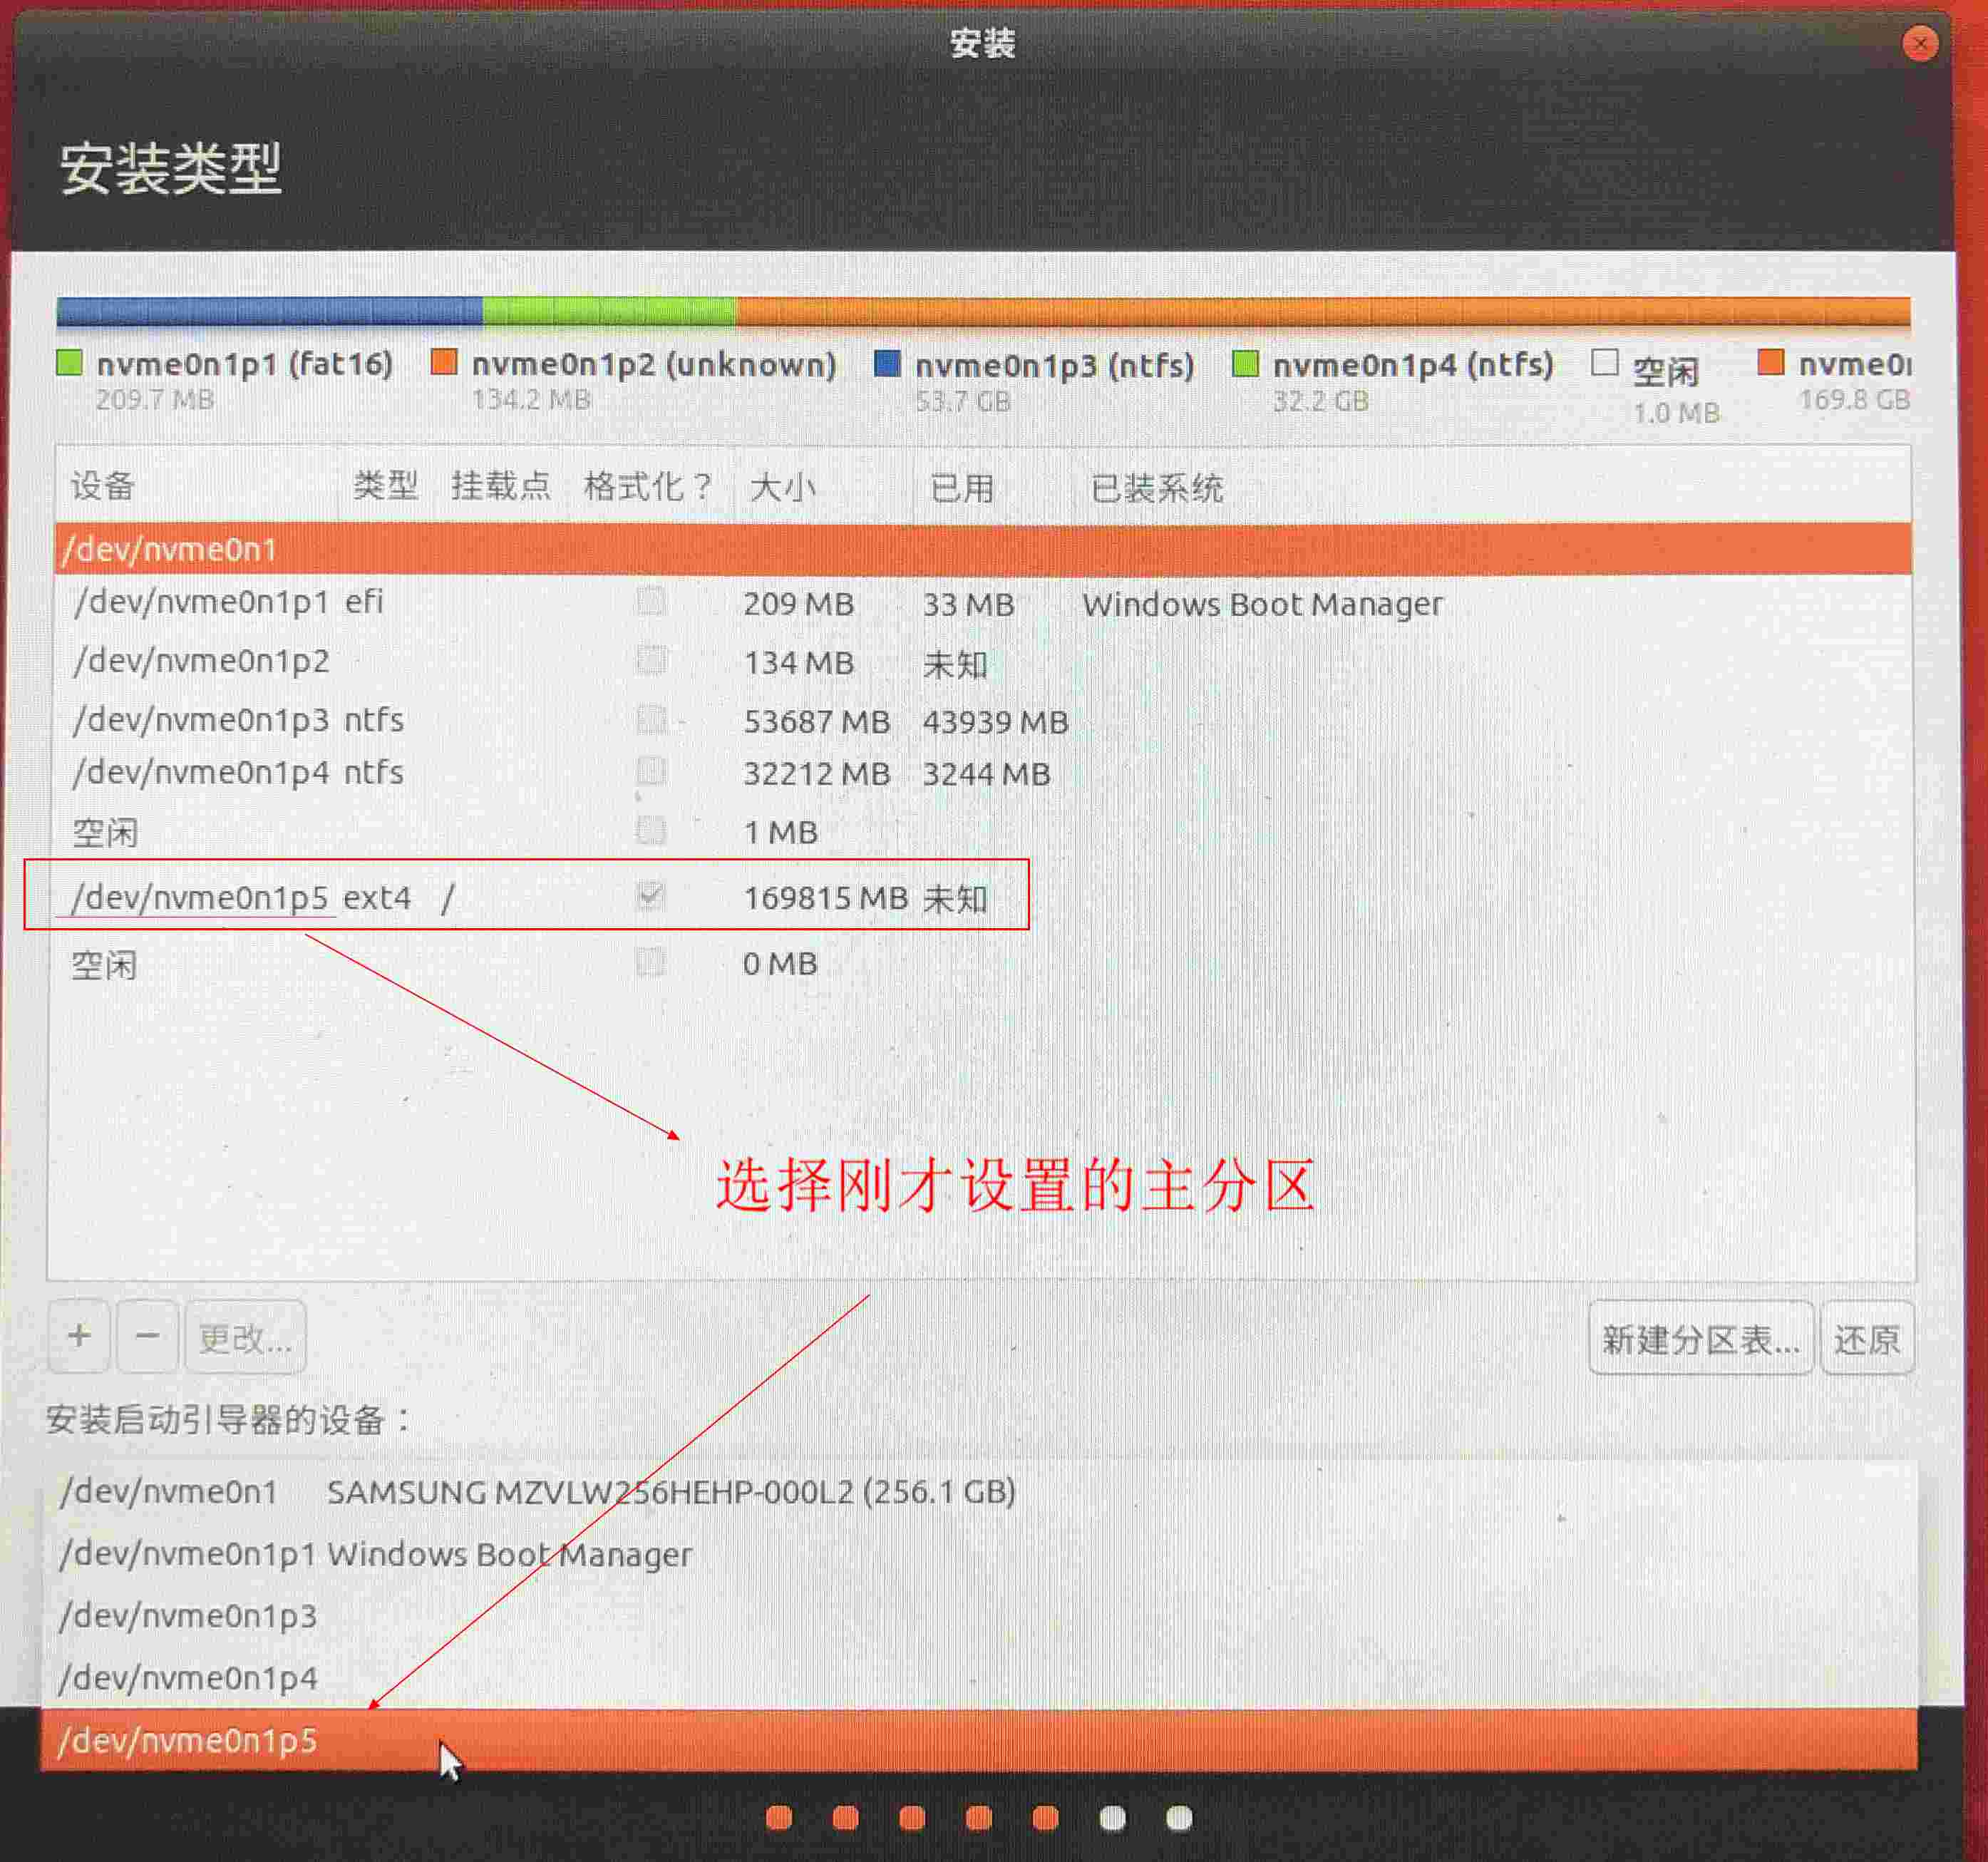 安装
安装类型
nvme0n1p1 (fat16) nvme0n1p2 (unknown) nvme0n1p3 (ntfs) nvme0n1p4 (ntfs) 空闲
209.7 MB 134.2 MB 53.7 GB 32.2 GB 1.0 MB 169.8 GB
设备 类型 挂载点 格式化？ 大小 已用 已装系统
/dev/nvme0n1
/dev/nvme0n1p1 efi 209 MB 33 MB Windows Boot Manager
/dev/nvme0n1p2 134 MB 未知
/dev/nvme0n1p3 ntfs 53687 MB 43939 MB
/dev/nvme0n1p4 ntfs 32212 MB 3244 MB
空闲 1 MB
/dev/nvme0n1p5 ext4 / 169815 MB 未知
空闲 0 MB
选择刚才设置的主分区
+ − 更改... 新建分区表... 还原
安装启动引导器的设备：
/dev/nvme0n1 SAMSUNG MZVLW256HEHP-000L2 (256.1 GB)
/dev/nvme0n1p1 Windows Boot Manager
/dev/nvme0n1p3
/dev/nvme0n1p4
/dev/nvme0n1p5